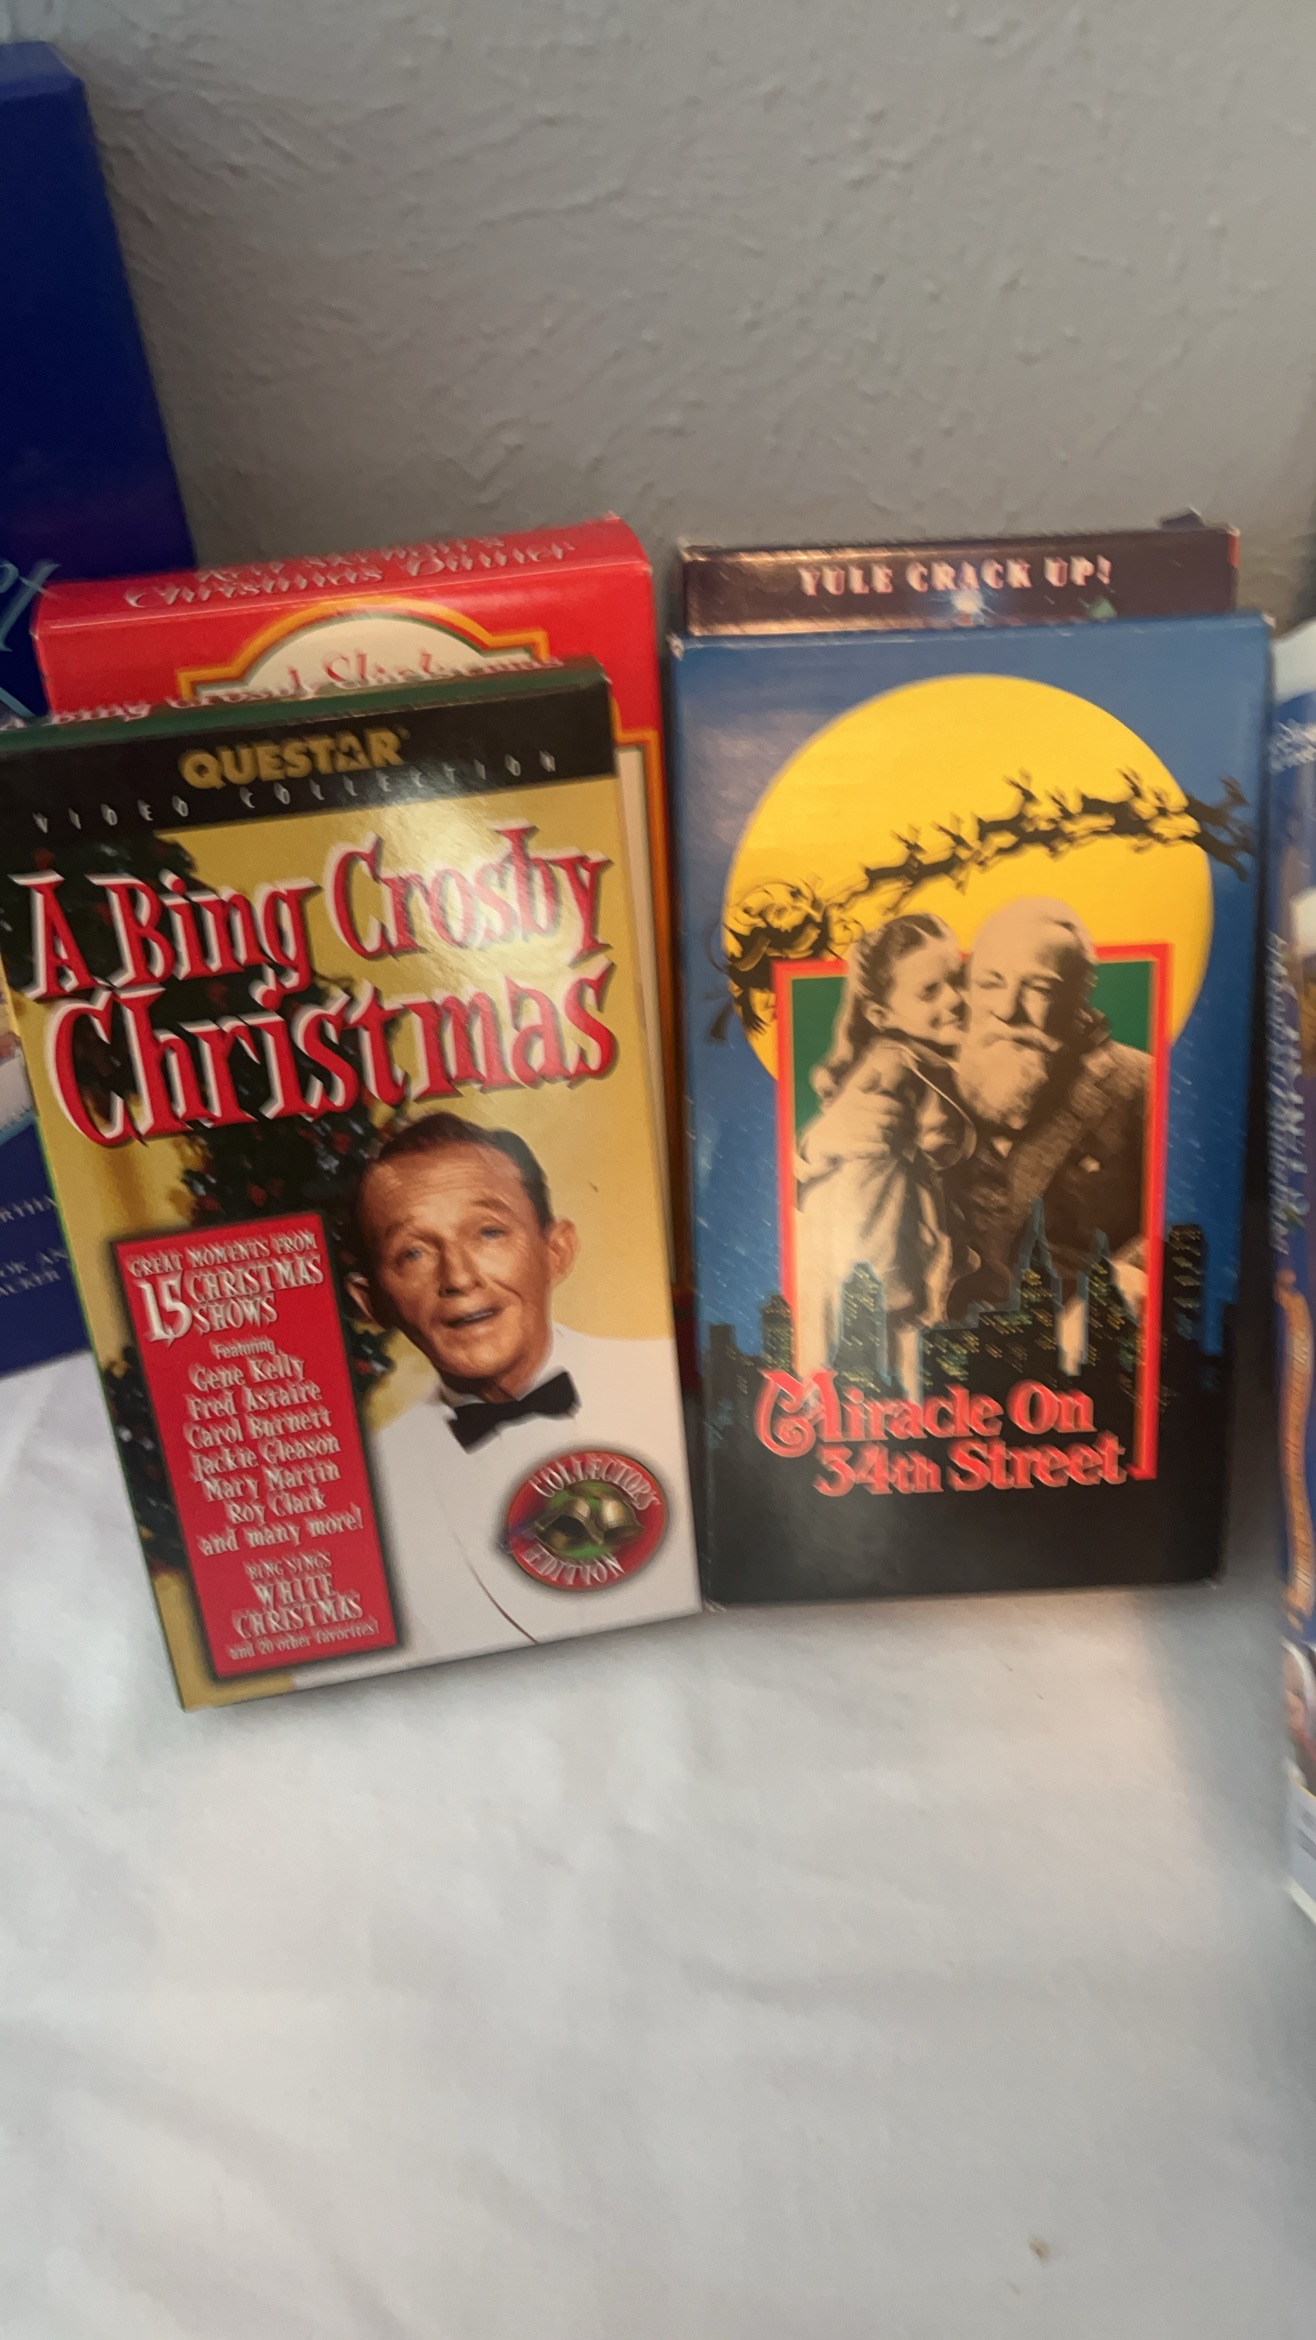 Christmas Dinner
YULE CRACK UP!
QUESTAR
VIDEO COLLECTION
A Bing Crosby
Christmas
GREAT MOMENTS FROM
15 CHRISTMAS
SHOWS
Featuring
Gene Kelly
Fred Astaire
Carol Burnett
Jackie Gleason
Mary Martin
Roy Clark
and many more!
BING SINGS
WHITE
CHRISTMAS
and 20 other favorites!
COLLECTOR'S
EDITION
Miracle On
34th Street